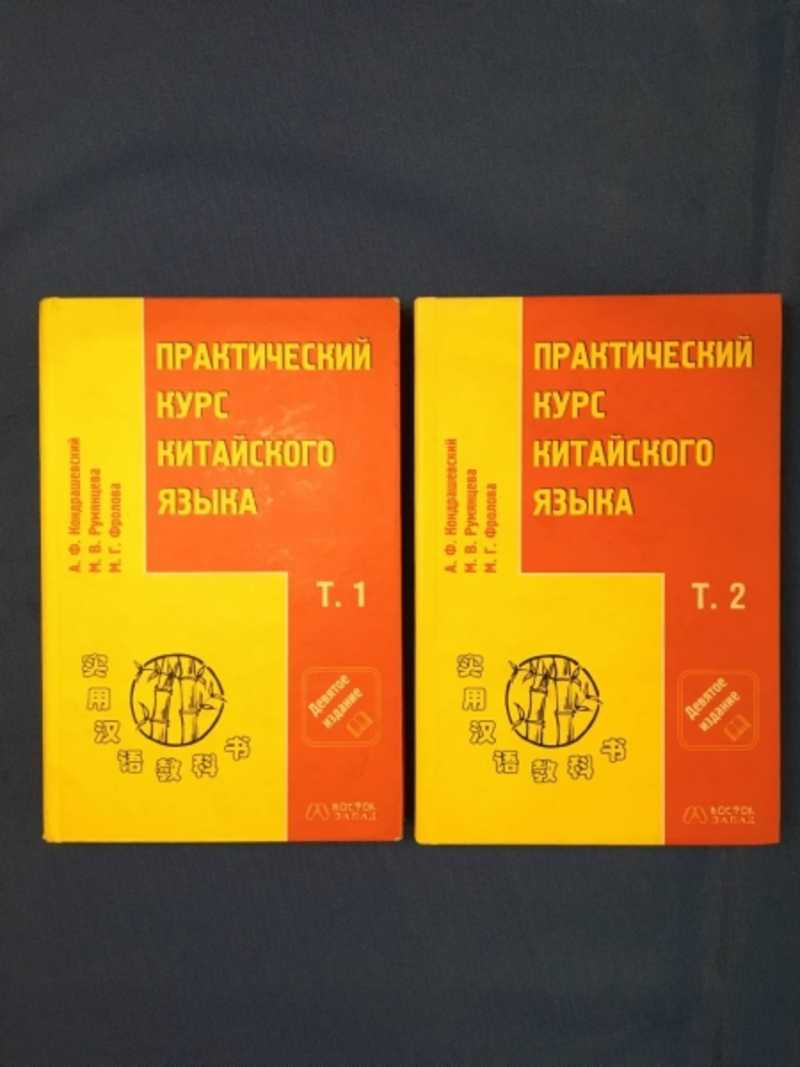 ПРАКТИЧЕСКИЙ
КУРС
КИТАЙСКОГО
ЯЗЫКА
А. Ф. Кондрашевский
М. В. Румянцева
М. Г. Фролова
Т. 1
实用汉语教科书
Девятое
издание
ВОСТОК
ЗАПАД
ПРАКТИЧЕСКИЙ
КУРС
КИТАЙСКОГО
ЯЗЫКА
А. Ф. Кондрашевский
М. В. Румянцева
М. Г. Фролова
Т. 2
实用汉语教科书
Девятое
издание
ВОСТОК
ЗАПАД